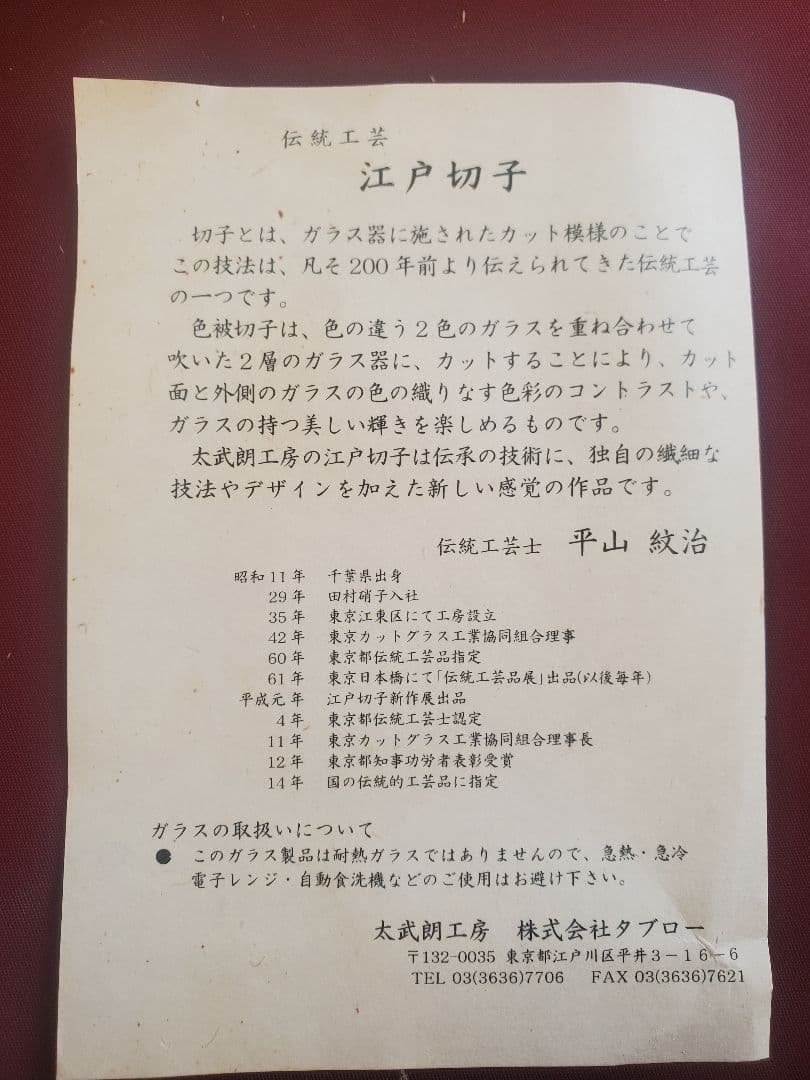 伝統工芸
江戸切子
切子とは、ガラス器に施されたカット模様のことで
この技法は、凡そ200年前より伝えられてきた伝統工芸
の一つです。
色被切子は、色の違う2色のガラスを重ね合わせて
吹いた2層のガラス器に、カットすることにより、カット
面と外側のガラスの色の織りなす色彩のコントラストや、
ガラスの持つ美しい輝きを楽しめるものです。
太武朗工房の江戸切子は伝承の技術に、独自の繊細な
技法やデザインを加えた新しい感覚の作品です。
伝統工芸士 平山 紋治
昭和11年 千葉県出身
29年 田村硝子入社
35年 東京江東区にて工房設立
42年 東京カットグラス工業協同組合理事
60年 東京都伝統工芸品指定
61年 東京日本橋にて「伝統工芸品展」出品(以後毎年)
平成元年 江戸切子新作展出品
4年 東京都伝統工芸士認定
11年 東京カットグラス工業協同組合理事長
12年 東京都知事功労者表彰受賞
14年 国の伝統的工芸品に指定
ガラスの取扱いについて
● このガラス製品は耐熱ガラスではありませんので、急熱・急冷
電子レンジ・自動食洗機などのご使用はお避け下さい。
太武朗工房 株式会社タブロー
〒132-0035 東京都江戸川区平井3-16-6
TEL 03(3636)7706 FAX 03(3636)7621